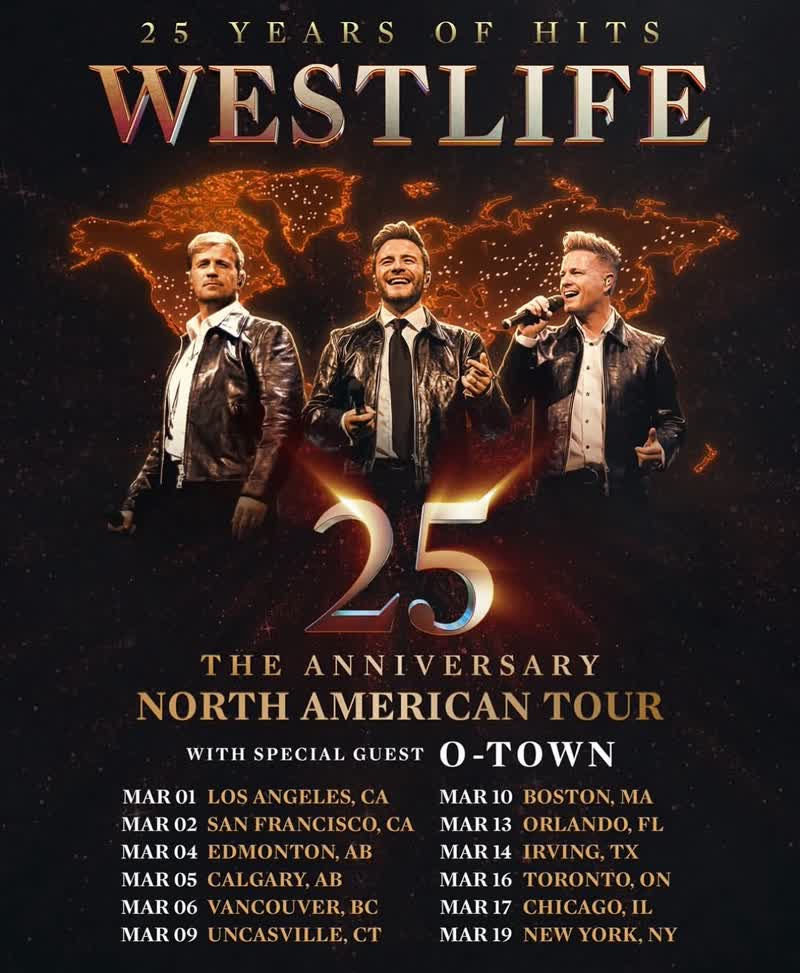 25 YEARS OF HITS
WESTLIFE
25
THE ANNIVERSARY
NORTH AMERICAN TOUR
WITH SPECIAL GUEST O-TOWN
MAR 01 LOS ANGELES, CA
MAR 02 SAN FRANCISCO, CA
MAR 04 EDMONTON, AB
MAR 05 CALGARY, AB
MAR 06 VANCOUVER, BC
MAR 09 UNCASVILLE, CT
MAR 10 BOSTON, MA
MAR 13 ORLANDO, FL
MAR 14 IRVING, TX
MAR 16 TORONTO, ON
MAR 17 CHICAGO, IL
MAR 19 NEW YORK, NY